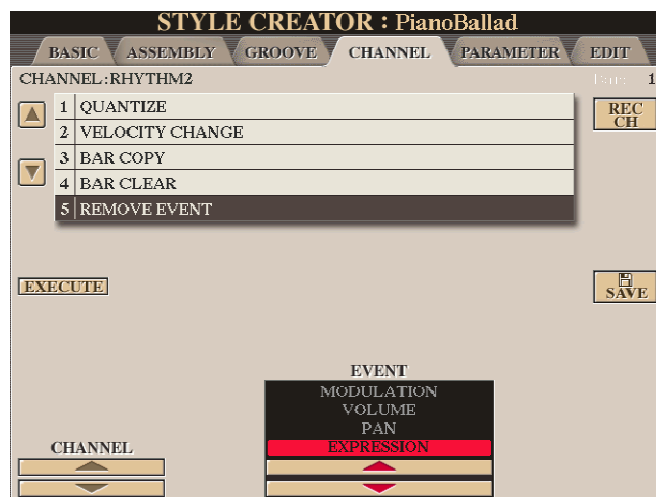 STYLE CREATOR : PianoBallad
BASIC ASSEMBLY GROOVE CHANNEL PARAMETER EDIT
CHANNEL:RHYTHM2 Bar: 1
1 QUANTIZE
2 VELOCITY CHANGE
3 BAR COPY
4 BAR CLEAR
5 REMOVE EVENT
REC
CH
EXECUTE
SAVE
EVENT
MODULATION
VOLUME
PAN
EXPRESSION
CHANNEL